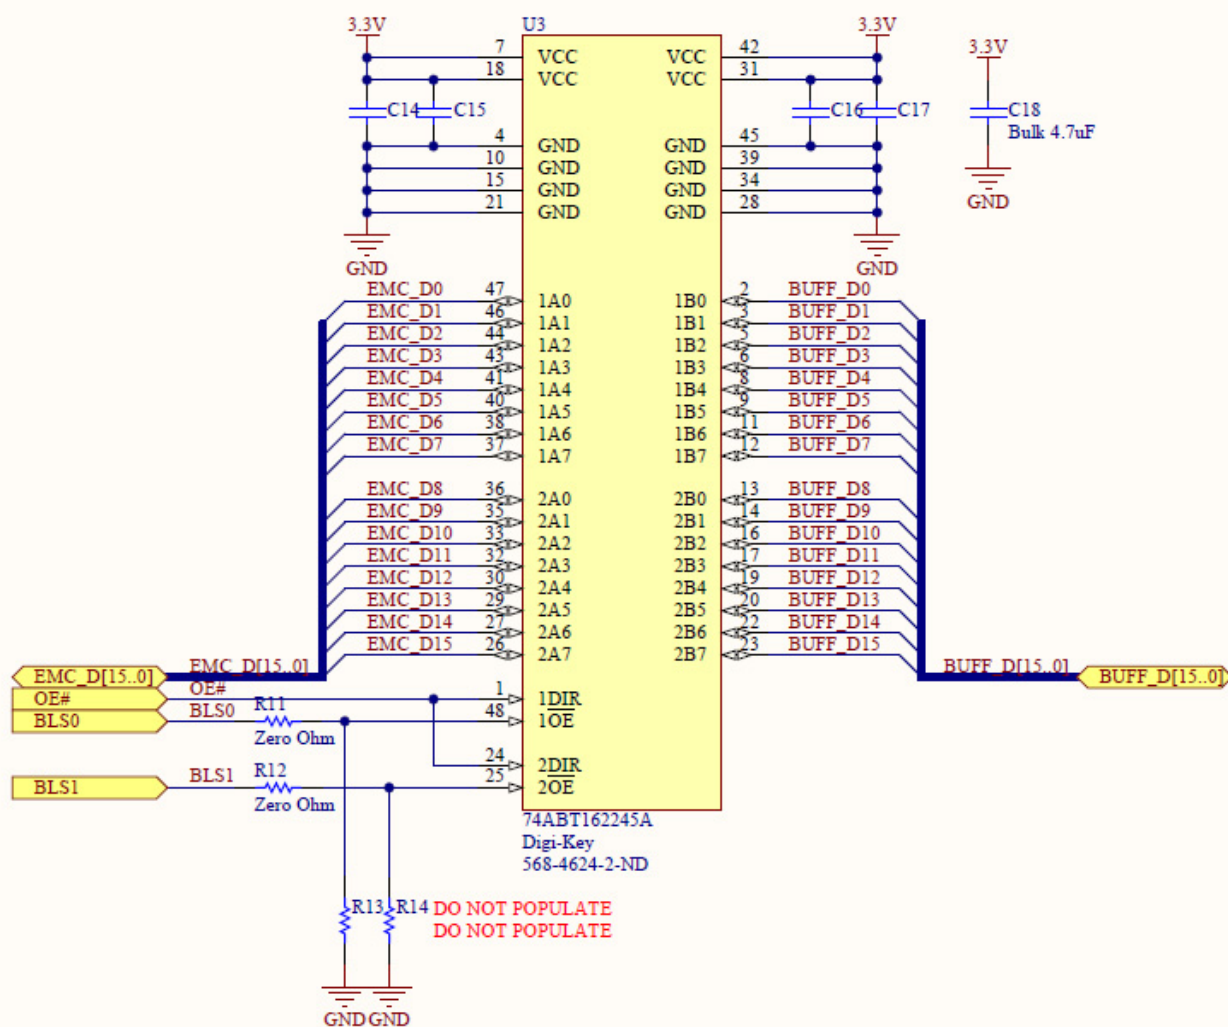 3.3V U3 3.3V
7 VCC VCC 42 3.3V
18 VCC VCC 31
C14 C15 C16 C17 C18
Bulk 4.7uF
4 GND GND 45
10 GND GND 39
15 GND GND 34
21 GND GND 28
GND GND GND
EMC_D0 47 1A0 1B0 2 BUFF_D0
EMC_D1 46 1A1 1B1 3 BUFF_D1
EMC_D2 44 1A2 1B2 5 BUFF_D2
EMC_D3 43 1A3 1B3 6 BUFF_D3
EMC_D4 41 1A4 1B4 8 BUFF_D4
EMC_D5 40 1A5 1B5 9 BUFF_D5
EMC_D6 38 1A6 1B6 11 BUFF_D6
EMC_D7 37 1A7 1B7 12 BUFF_D7
EMC_D8 36 2A0 2B0 13 BUFF_D8
EMC_D9 35 2A1 2B1 14 BUFF_D9
EMC_D10 33 2A2 2B2 16 BUFF_D10
EMC_D11 32 2A3 2B3 17 BUFF_D11
EMC_D12 30 2A4 2B4 19 BUFF_D12
EMC_D13 29 2A5 2B5 20 BUFF_D13
EMC_D14 27 2A6 2B6 22 BUFF_D14
EMC_D15 26 2A7 2B7 23 BUFF_D15
EMC_D[15..0] EMC_D[15..0] BUFF_D[15..0] BUFF_D[15..0]
OE# OE# 1 1DIR
BLS0 BLS0 R11 48 1OE
Zero Ohm
24 2DIR
BLS1 BLS1 R12 25 2OE
Zero Ohm
74ABT162245A
Digi-Key
568-4624-2-ND
R13 R14 DO NOT POPULATE
DO NOT POPULATE
GND GND